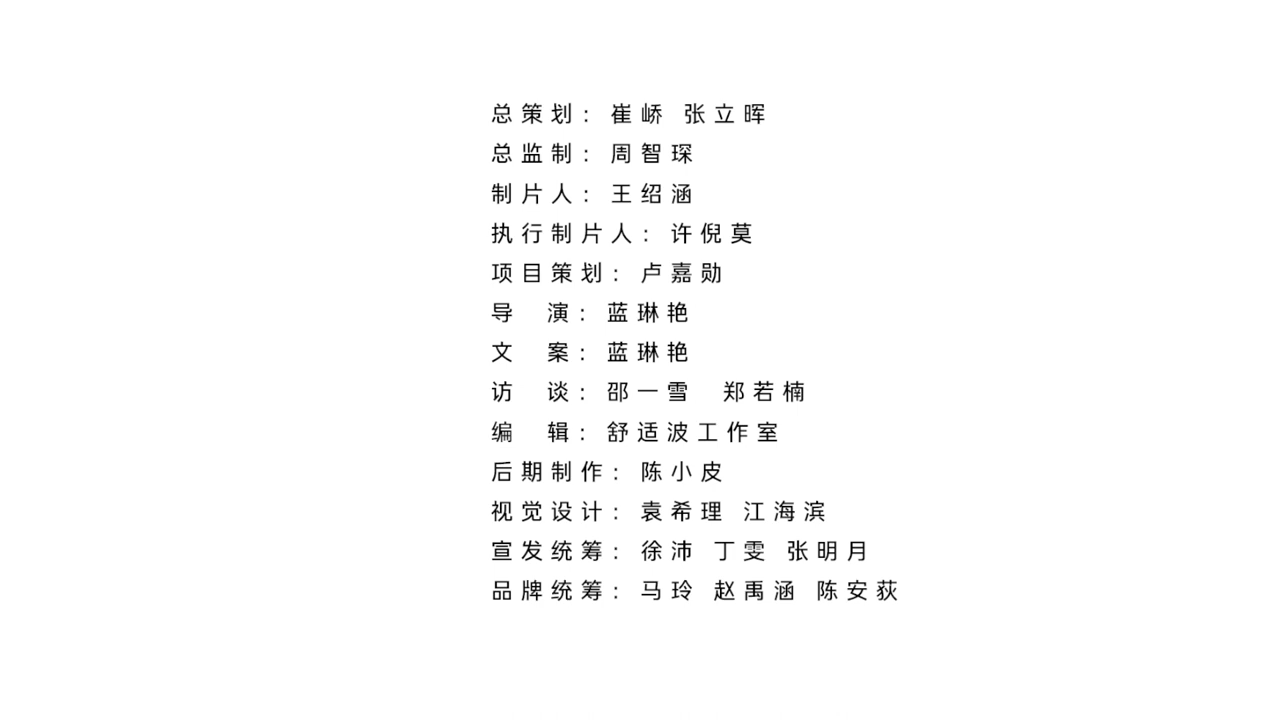 总策划：崔峤 张立晖
总监制：周智琛
制片人：王绍涵
执行制片人：许倪莫
项目策划：卢嘉勋
导 演：蓝琳艳
文 案：蓝琳艳
访 谈：邵一雪 郑若楠
编 辑：舒适波工作室
后期制作：陈小皮
视觉设计：袁希理 江海滨
宣发统筹：徐沛 丁雯 张明月
品牌统筹：马玲 赵禹涵 陈安荻